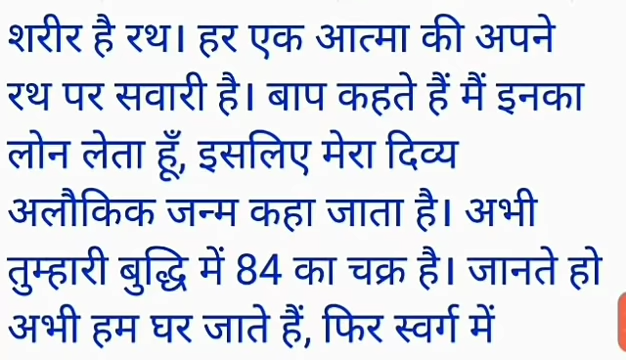 शरीर है रथ। हर एक आत्मा की अपने
रथ पर सवारी है। बाप कहते हैं मैं इनका
लोन लेता हूँ, इसलिए मेरा दिव्य
अलौकिक जन्म कहा जाता है। अभी
तुम्हारी बुद्धि में 84 का चक्र है। जानते हो
अभी हम घर जाते हैं, फिर स्वर्ग में